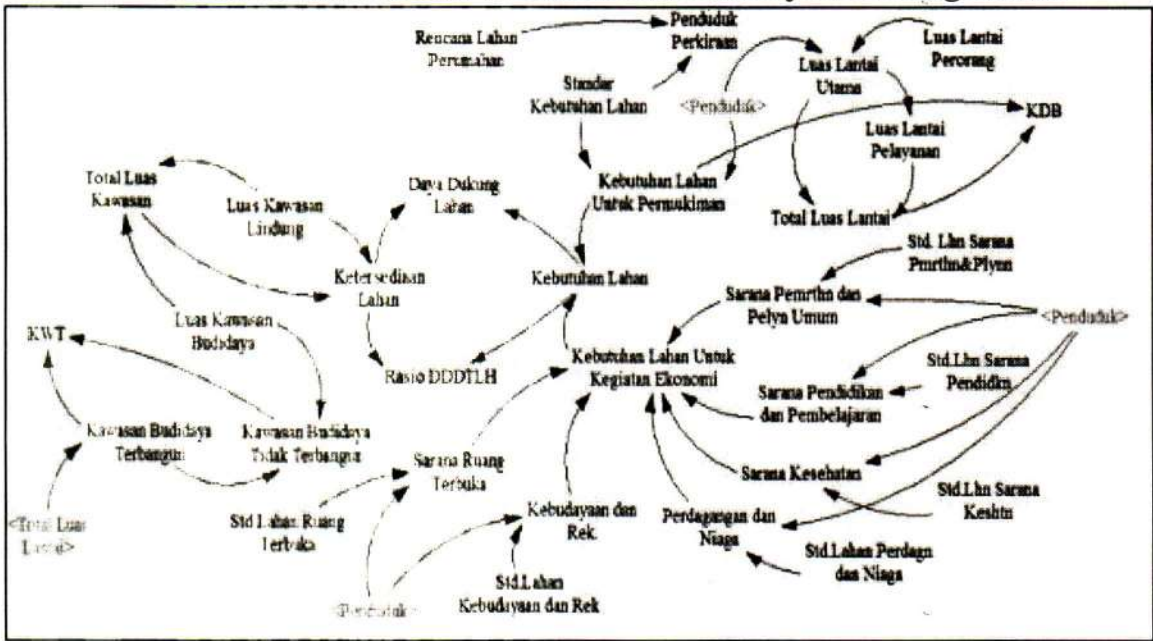 Rencana Lahan
Perumahan
Penduduk
Perkiraan
Luas Lantai
Perorang
Luas Lantai
Utama
Standar
Kebutuhan Lahan
<Penduduk>
KDB
Luas Lantai
Pelayanan
Total Luas
Kawasan
Luas Kawasan
Lindung
Daya Dukung
Lahan
Kebutuhan Lahan
Untuk Permukiman
Total Luas Lantai
Std. Lhn Sarana
Pmrthn&Plynn
Ketersediaan
Lahan
Kebutuhan Lahan
Sarana Pemrthn dan
Pelyn Umum
<Penduduk>
Luas Kawasan
Budidaya
KWT
Rasio DDDTLH
Kebutuhan Lahan Untuk
Kegiatan Ekonomi
Std.Lhn Sarana
Pendidkn
Sarana Pendidikan
dan Pembelajaran
Kawasan Budidaya
Terbangun
Kawasan Budidaya
Tidak Terbangun
Sarana Ruang
Terbuka
Sarana Kesehatan
Std.Lhn Sarana
Keshtn
<Total Luas
Lantai>
Std.Lahan Ruang
Terbuka
Kebudayaan dan
Rek.
Perdagangan dan
Niaga
Std.Lahan Perdagn
dan Niaga
Std.Lahan
Kebudayaan dan Rek
<Penduduk>